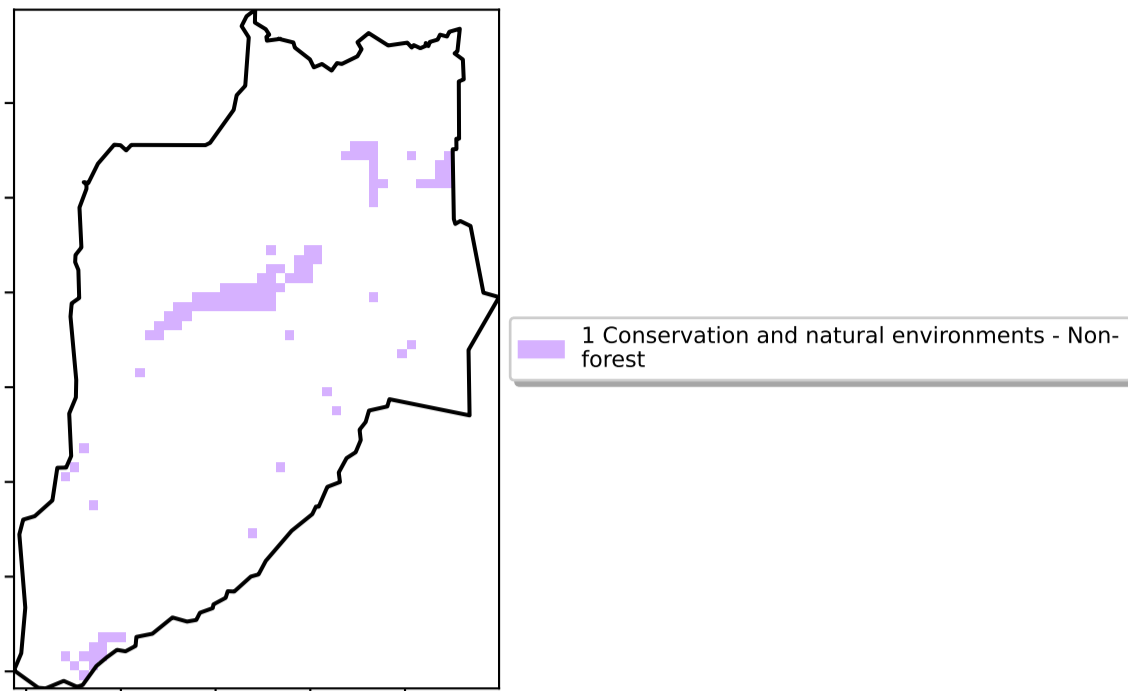 1 Conservation and natural environments - Non-
forest